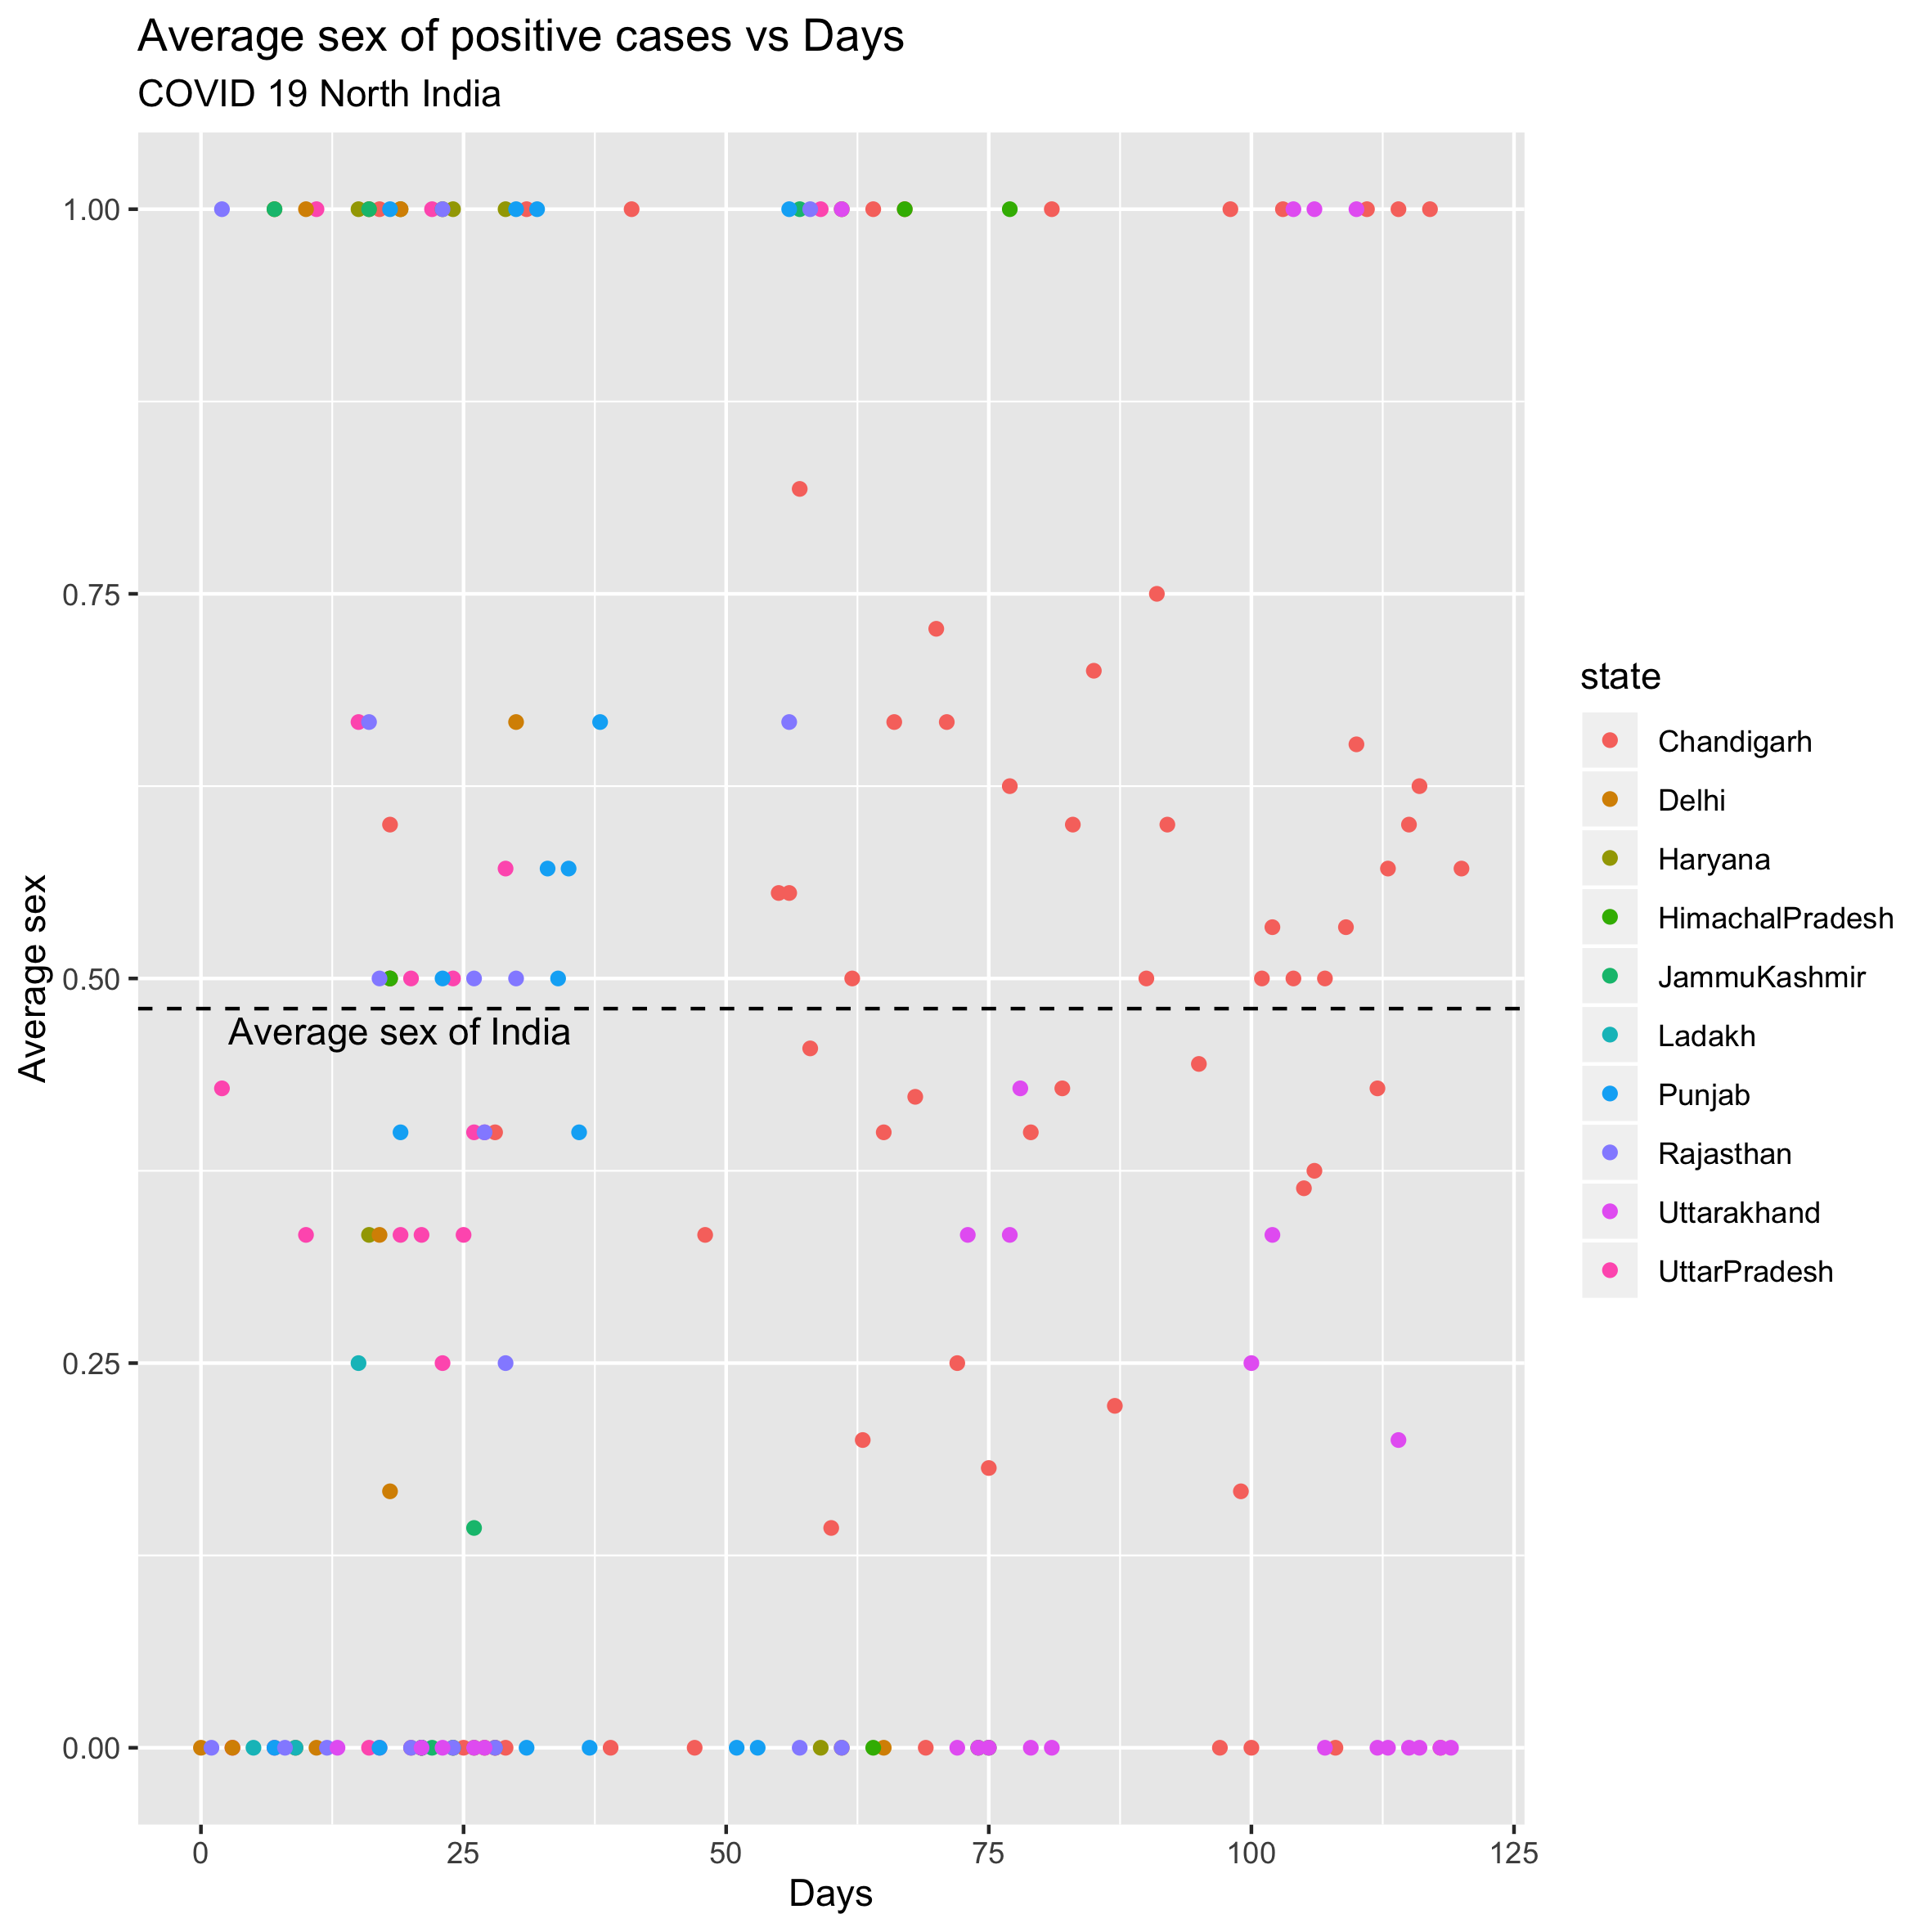 Average sex of positive cases vs Days
COVID 19 North India
1.00
0.75
0.50
0.25
0.00
Average sex
Average sex of India
0
25
50
75
100
125
Days
state
Chandigarh
Delhi
Haryana
HimachalPradesh
JammuKashmir
Ladakh
Punjab
Rajasthan
Uttarakhand
UttarPradesh